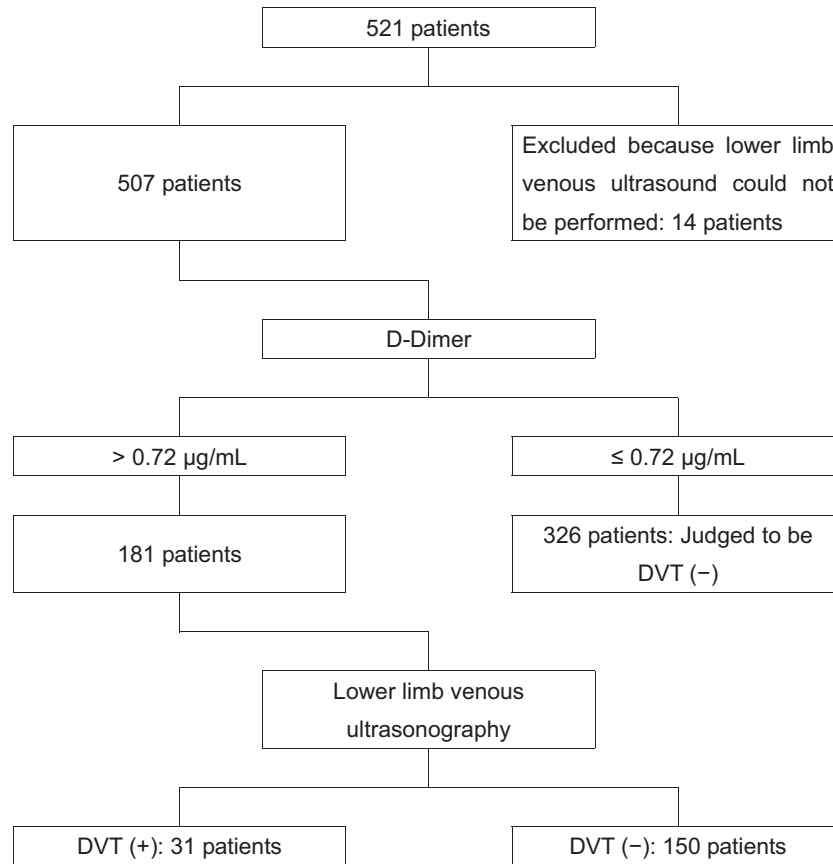 521 patients
507 patients
Excluded because lower limb
venous ultrasound could not
be performed: 14 patients
D-Dimer
> 0.72 µg/mL
≤ 0.72 µg/mL
181 patients
326 patients: Judged to be
DVT (−)
Lower limb venous
ultrasonography
DVT (+): 31 patients
DVT (−): 150 patients